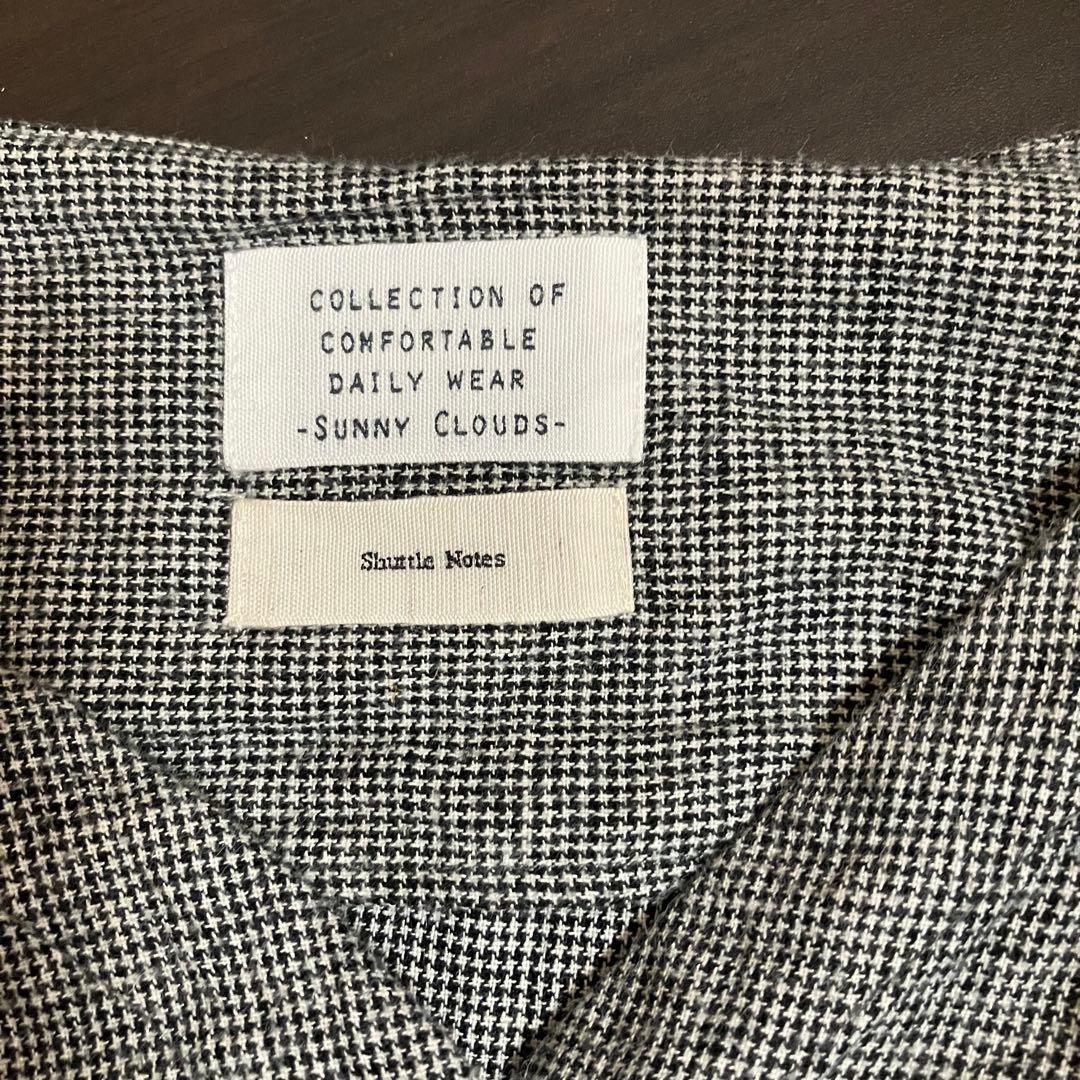 COLLECTION OF
COMFORTABLE
DAILY WEAR
-SUNNY CLOUDS-
Shuttle Notes